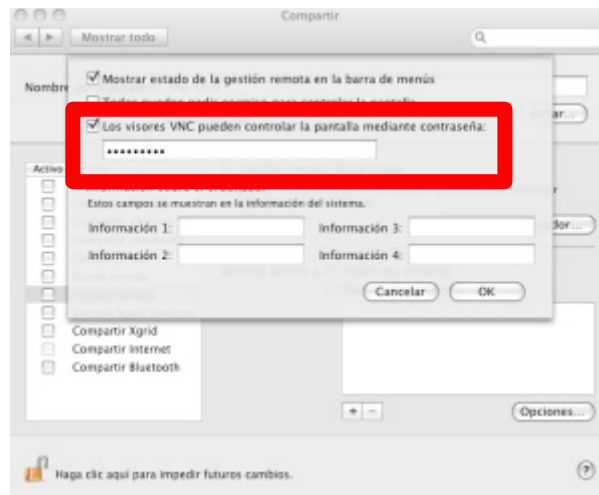 Compartir
Mostrar todo
Nombre
Mostrar estado de la gestión remota en la barra de menús
Los visores VNC pueden controlar la pantalla mediante contraseña:
•••••••••
Activo
Estos campos se muestran en la información del sistema.
Información 1:
Información 3:
Información 2:
Información 4:
Cancelar
OK
Compartir Xgrid
Compartir Internet
Compartir Bluetooth
+ −
Opciones...
Haga clic aquí para impedir futuros cambios.
?